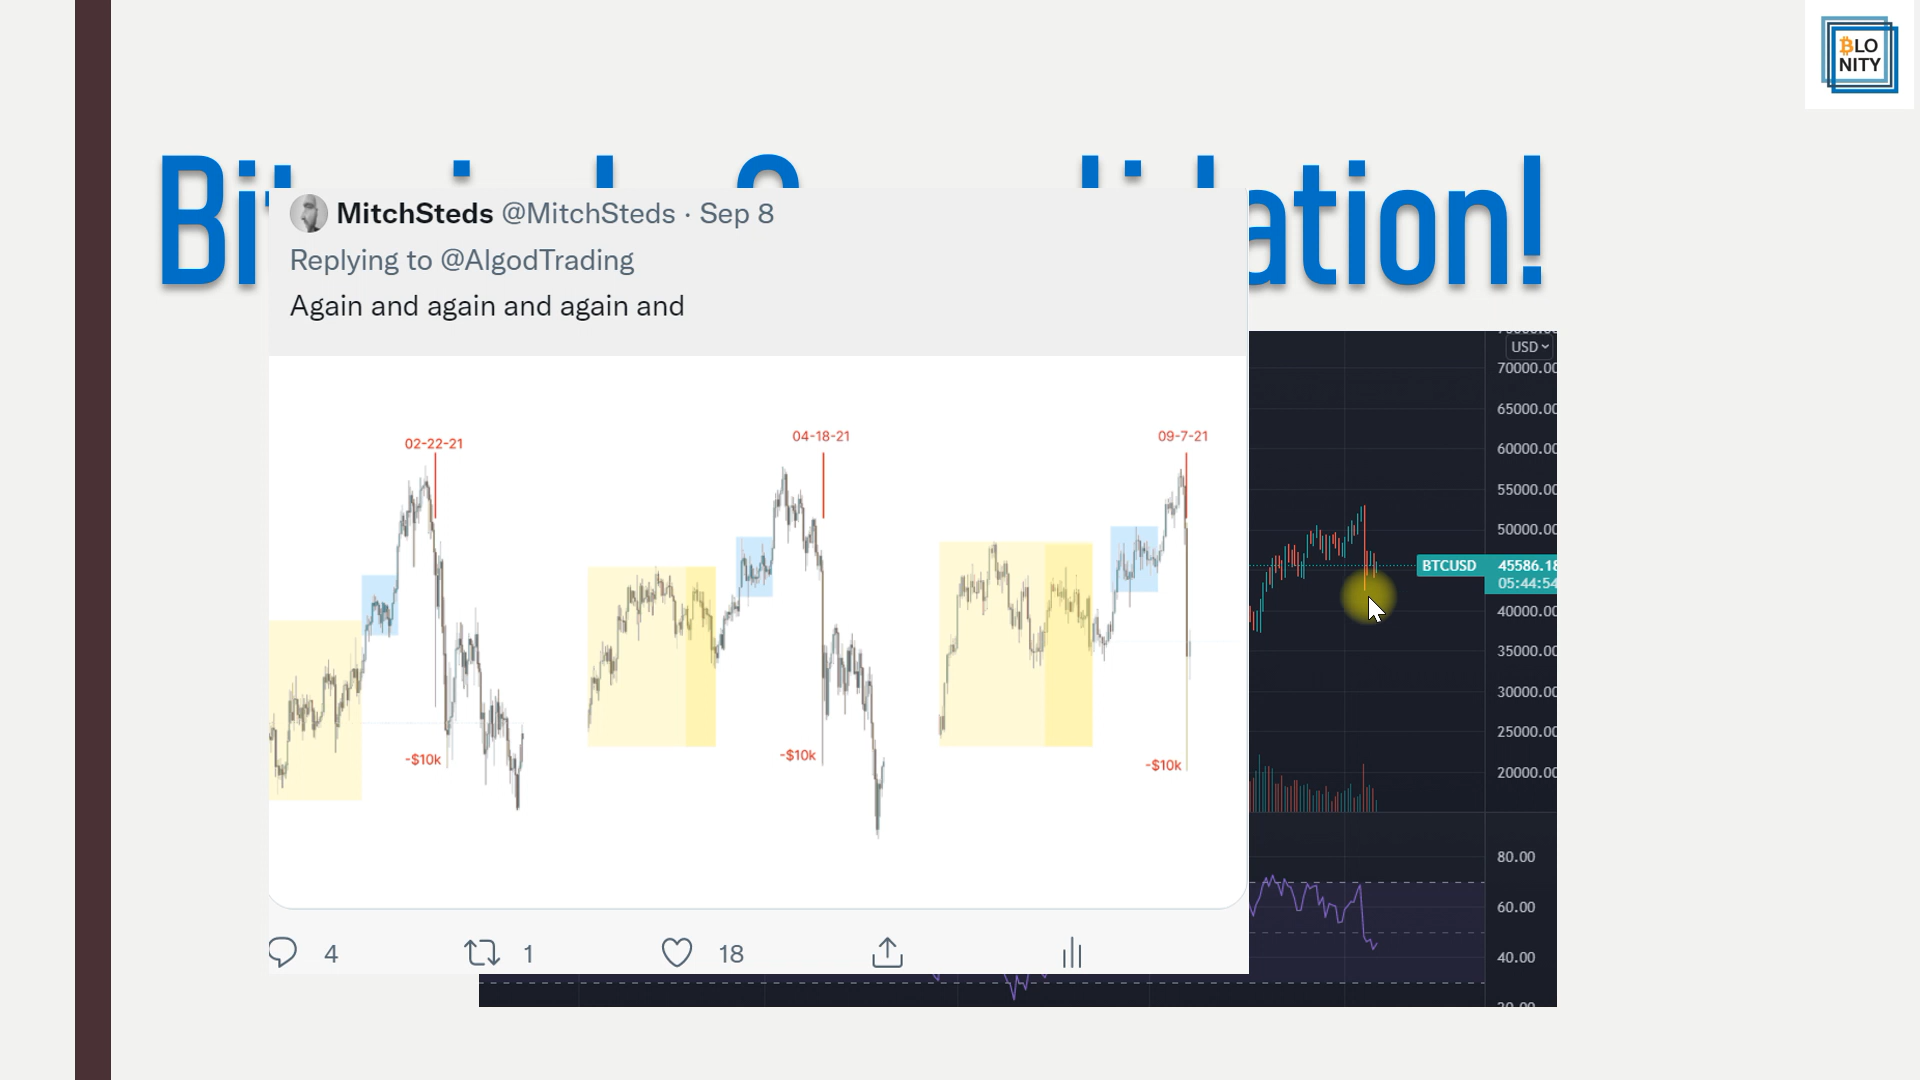 BLO
NITY
ation!
MitchSteds @MitchSteds · Sep 8
Replying to @AlgodTrading
Again and again and again and
02-22-21
04-18-21
09-7-21
-$10k
-$10k
-$10k
4
1
18
USD
70000.00
65000.00
60000.00
55000.00
50000.00
BTCUSD
45586.18
05:44:54
40000.00
35000.00
30000.00
25000.00
20000.00
80.00
60.00
40.00